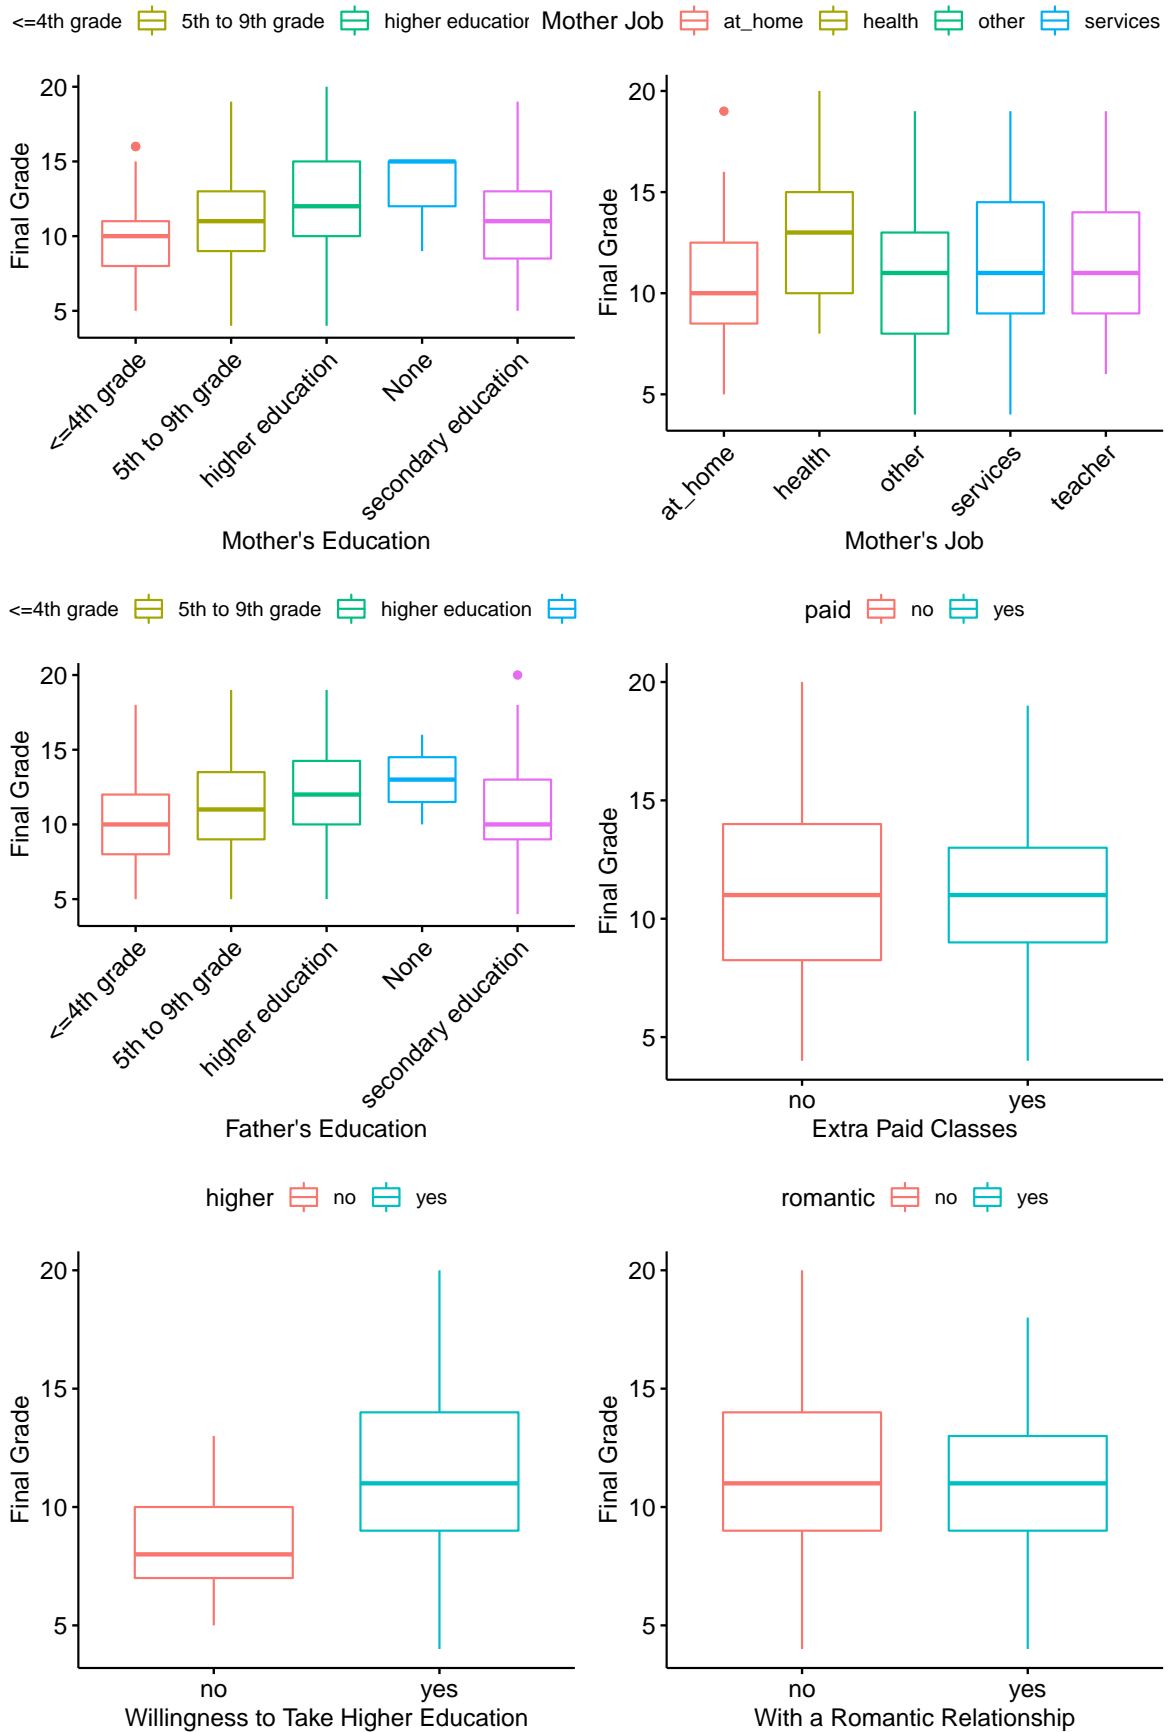 <=4th grade 5th to 9th grade higher education
Mother Job at_home health other services
Final Grade
20
15
10
5
<=4th grade
5th to 9th grade
higher education
None
secondary education
Mother's Education
Final Grade
20
15
10
5
at_home
health
other
services
teacher
Mother's Job
<=4th grade 5th to 9th grade higher education
Final Grade
20
15
10
5
<=4th grade
5th to 9th grade
higher education
None
secondary education
Father's Education
paid no yes
Final Grade
20
15
10
5
no yes
Extra Paid Classes
higher no yes
Final Grade
20
15
10
5
no yes
Willingness to Take Higher Education
romantic no yes
Final Grade
20
15
10
5
no yes
With a Romantic Relationship